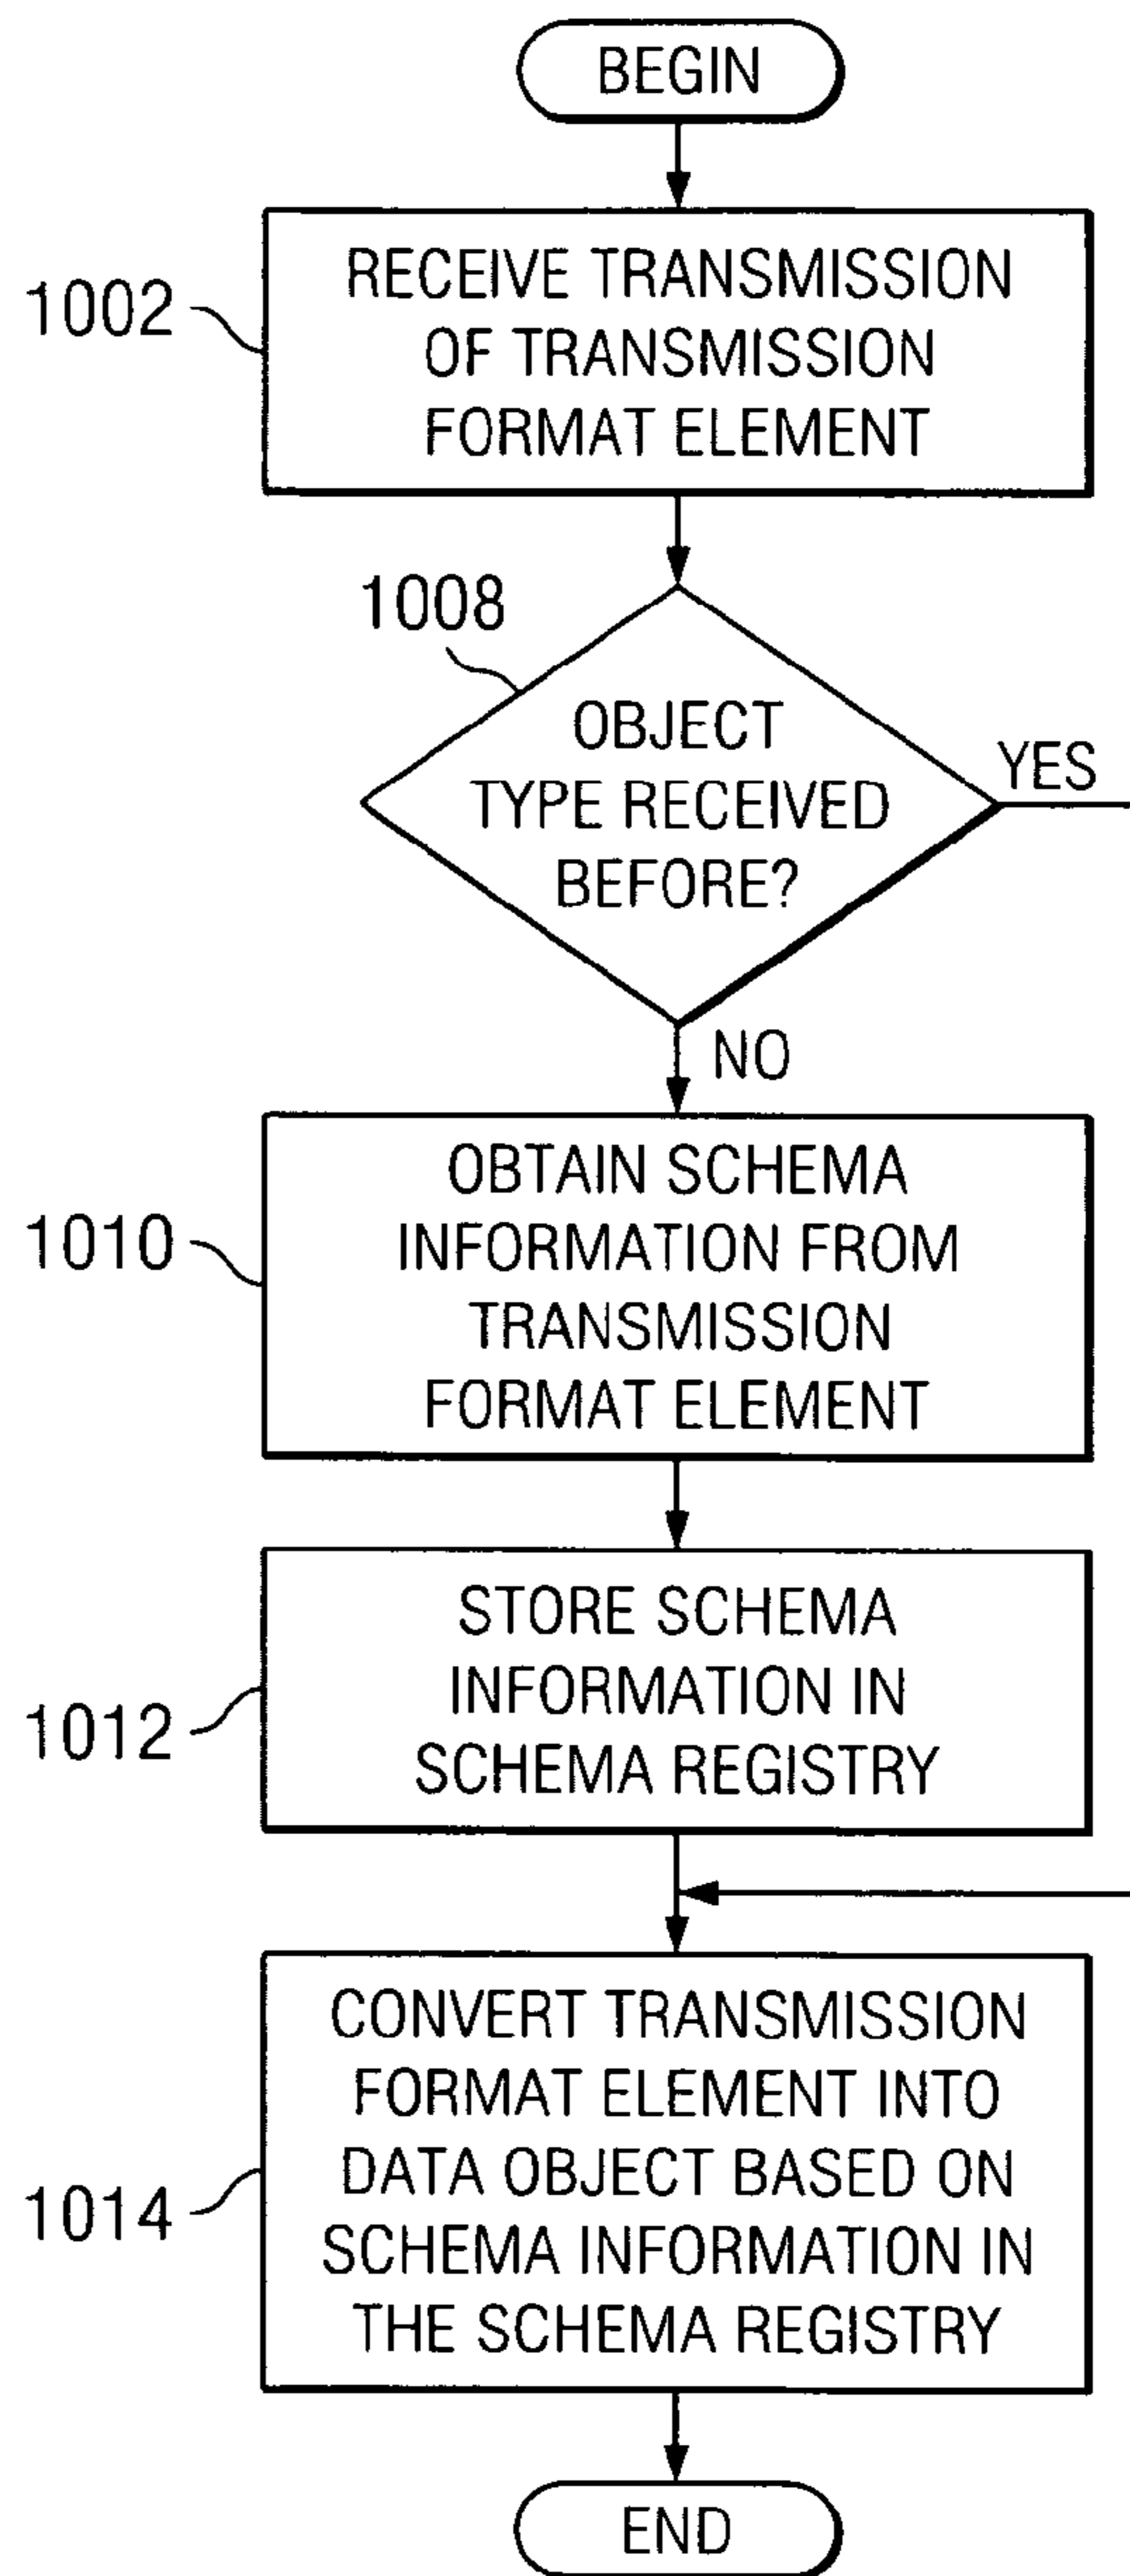 BEGIN
1002
RECEIVE TRANSMISSION
OF TRANSMISSION
FORMAT ELEMENT
1008
OBJECT
TYPE RECEIVED
BEFORE?
YES
NO
1010
OBTAIN SCHEMA
INFORMATION FROM
TRANSMISSION
FORMAT ELEMENT
1012
STORE SCHEMA
INFORMATION IN
SCHEMA REGISTRY
1014
CONVERT TRANSMISSION
FORMAT ELEMENT INTO
DATA OBJECT BASED ON
SCHEMA INFORMATION IN
THE SCHEMA REGISTRY
END